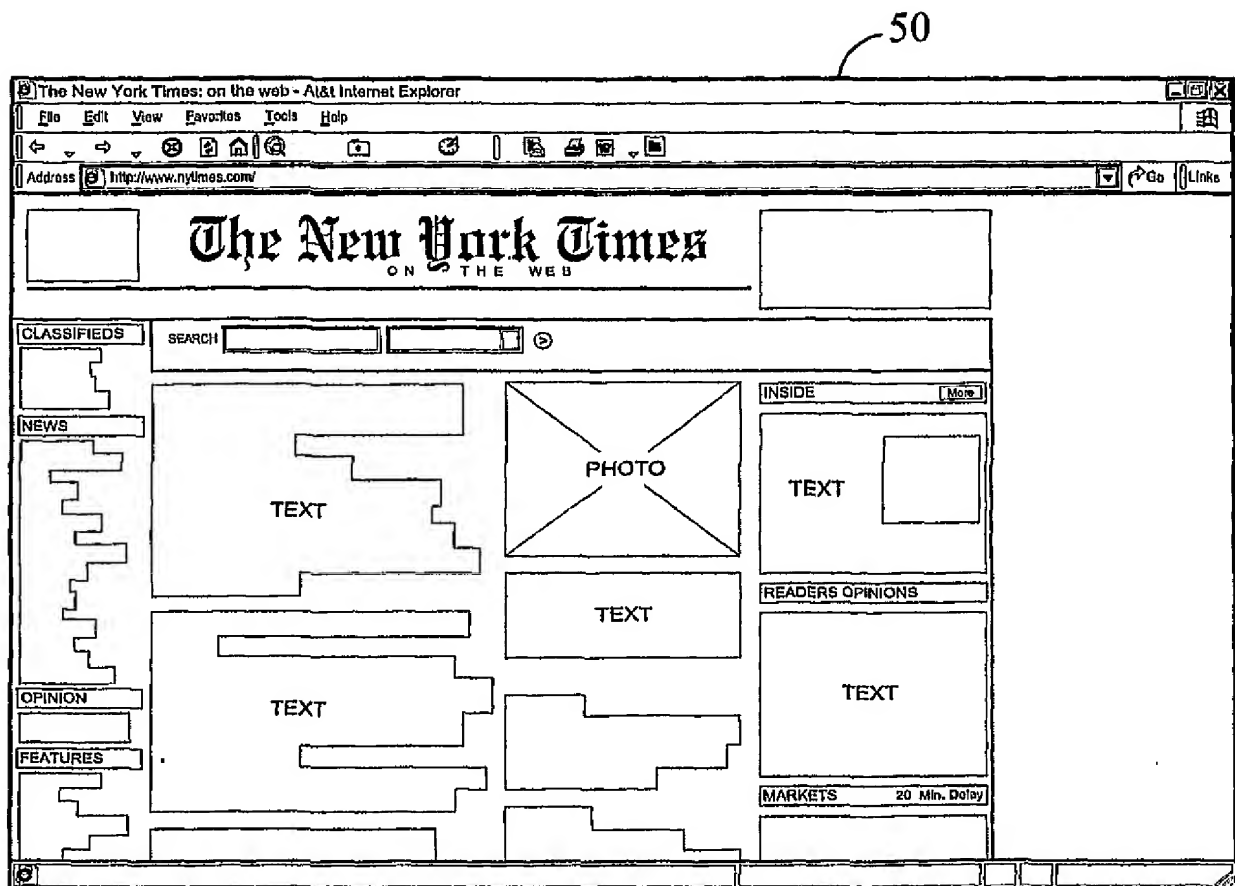 50
The New York Times: on the web - At&t Internet Explorer
File Edit View Favorites Tools Help
Address http://www.nytimes.com/ Go Links
The New York Times
ON THE WEB
CLASSIFIEDS
SEARCH
INSIDE More
NEWS
PHOTO
TEXT
TEXT
READERS OPINIONS
TEXT
OPINION
TEXT
TEXT
FEATURES
MARKETS 20 Min. Delay